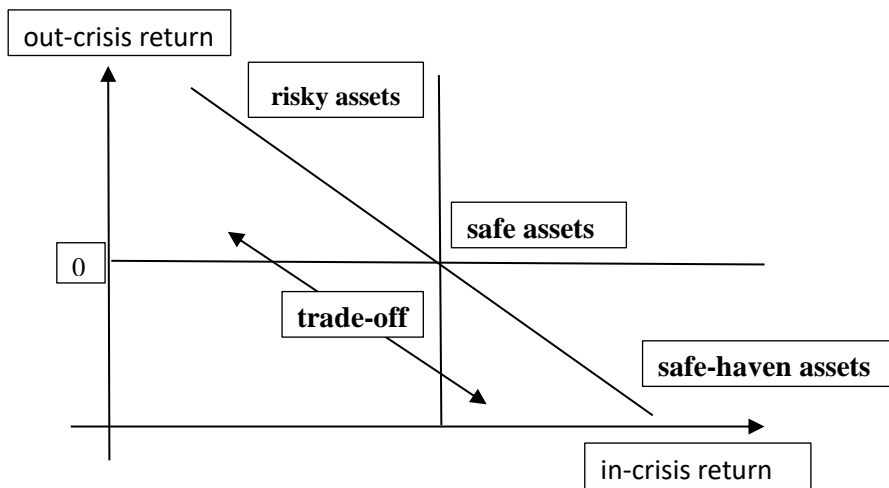 out-crisis return
risky assets
safe assets
0
trade-off
safe-haven assets
in-crisis return